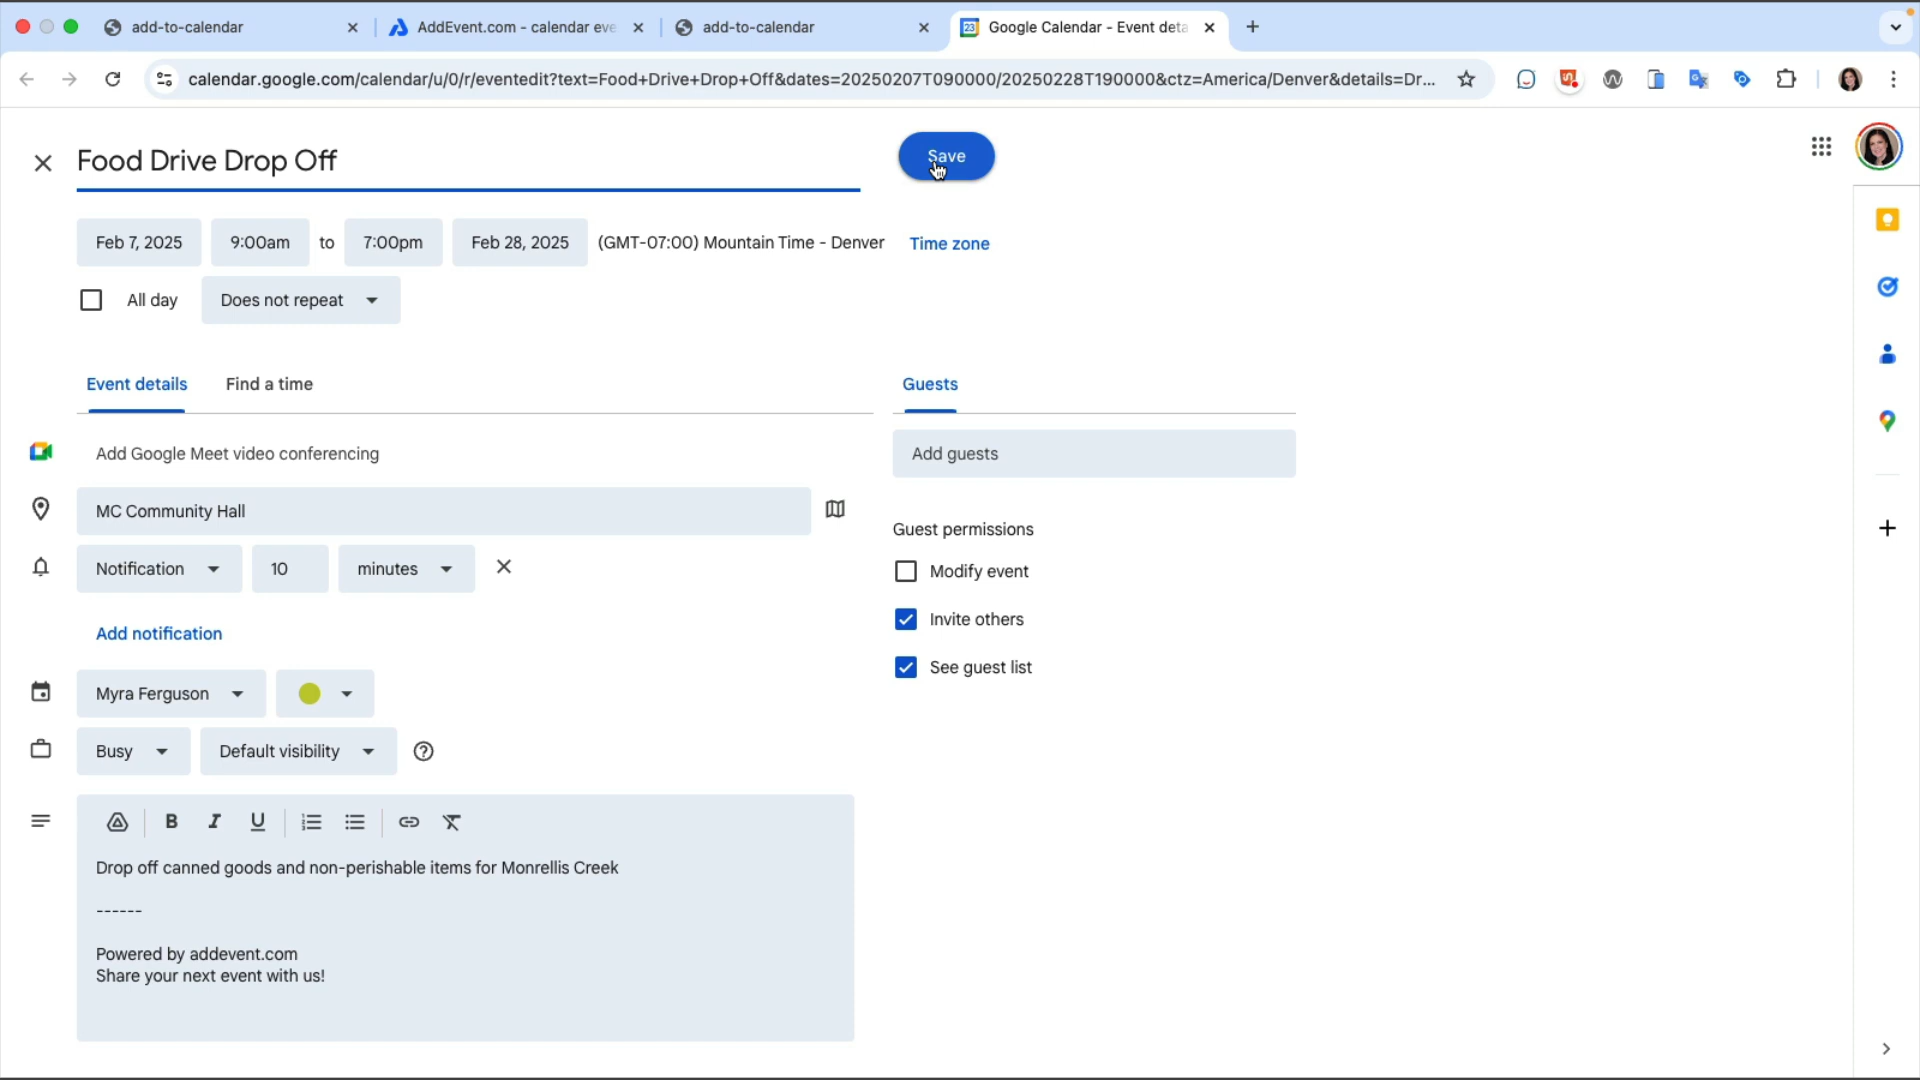 add-to-calendar
AddEvent.com - calendar eve
add-to-calendar
23
Google Calendar - Event deta
calendar.google.com/calendar/u/0/r/eventedit?text=Food+Drive+Drop+Off&dates=20250207T090000/20250228T190000&ctz=America/Denver&details=Dr...
Food Drive Drop Off
Save
Feb 7, 2025
9:00am
to
7:00pm
Feb 28, 2025
(GMT-07:00) Mountain Time - Denver
Time zone
All day
Does not repeat
Event details
Find a time
Guests
Add Google Meet video conferencing
Add guests
MC Community Hall
Guest permissions
Notification
10
minutes
Modify event
Invite others
Add notification
See guest list
Myra Ferguson
Busy
Default visibility
B I U
Drop off canned goods and non-perishable items for Monrellis Creek
------
Powered by addevent.com
Share your next event with us!